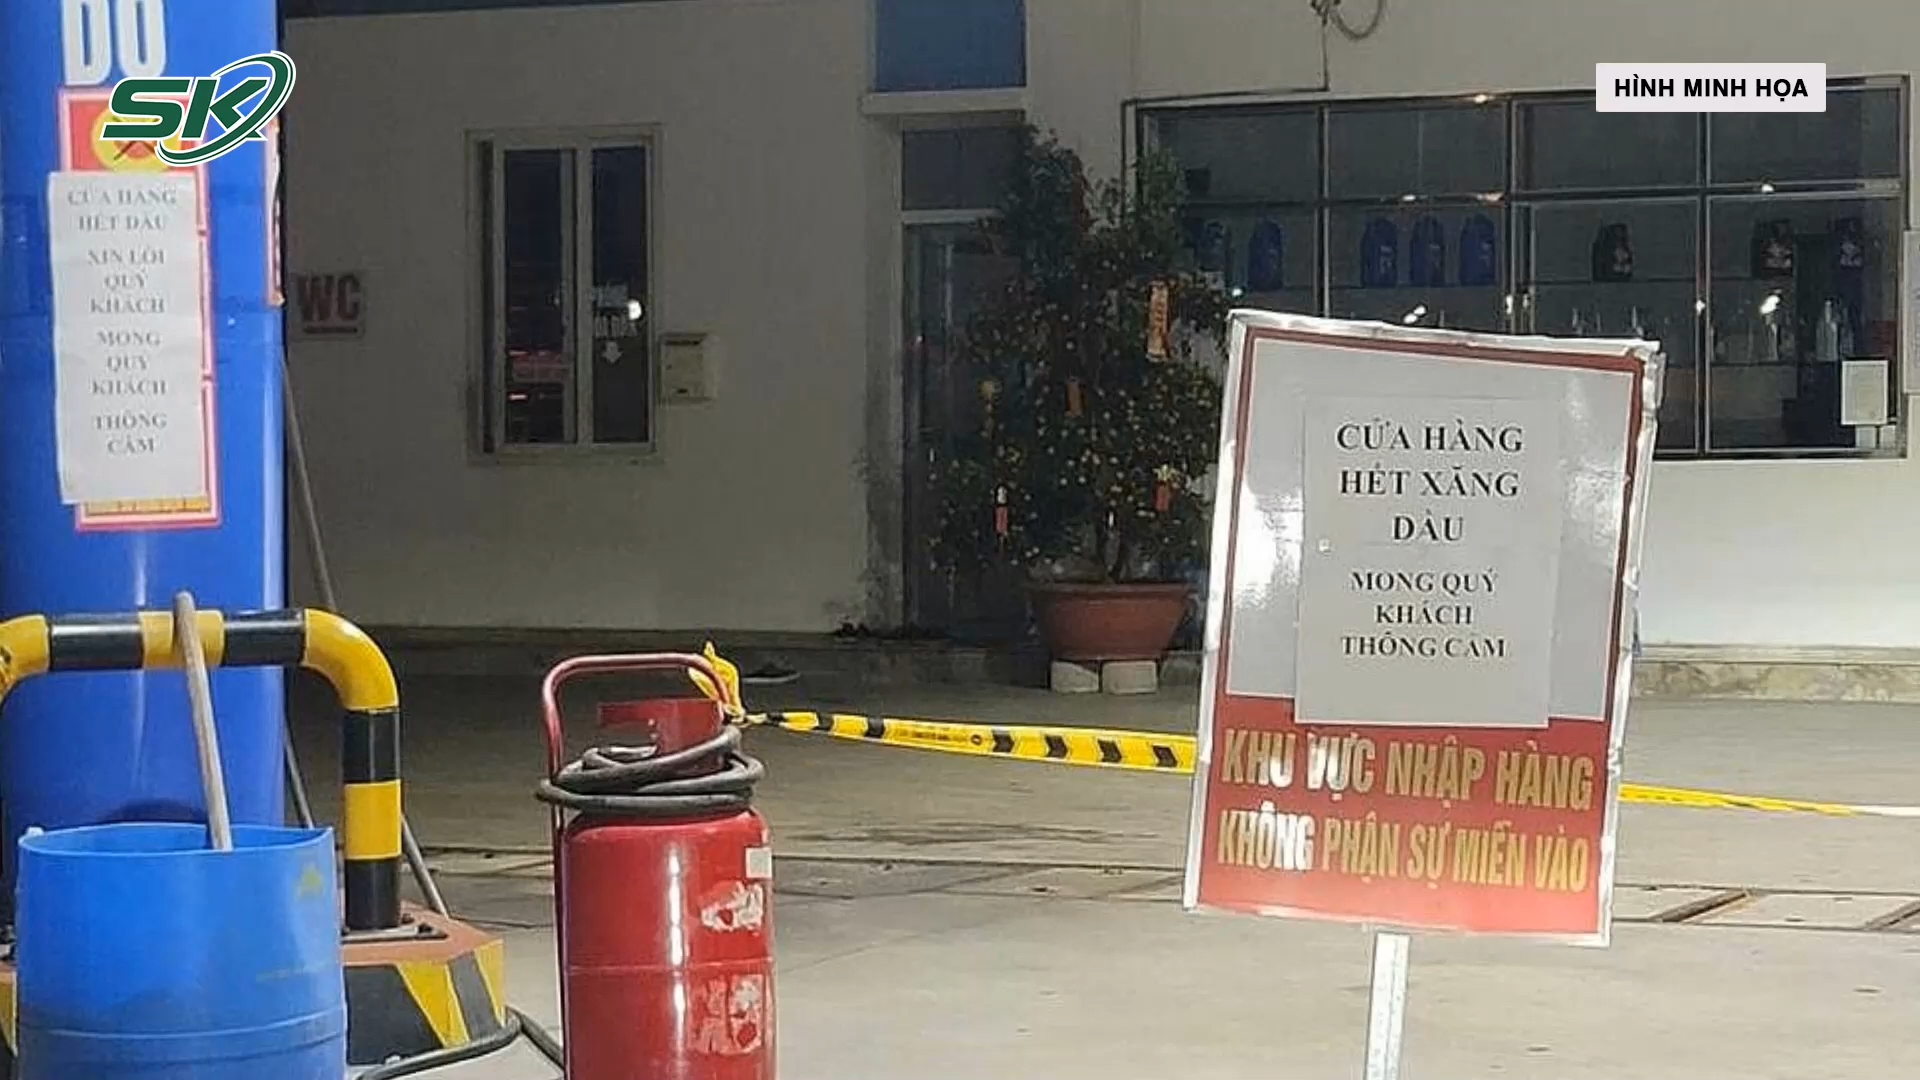 DO
SK
HÌNH MINH HỌA
CỬA HÀNG
HẾT DẦU
XIN LỖI
QUÝ
KHÁCH
MONG
QUÝ
KHÁCH
THÔNG
CẢM
WC
CỬA HÀNG
HẾT XĂNG
DẦU
MONG QUÝ
KHÁCH
THÔNG CẢM
KHU VỰC NHẬP HÀNG
KHÔNG PHẬN SỰ MIỄN VÀO